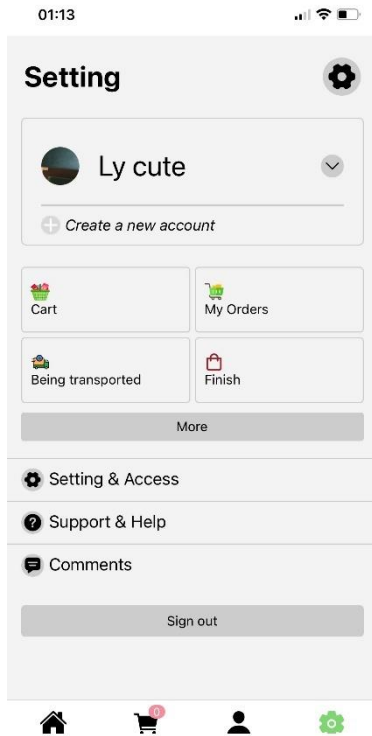 01:13
Setting
Ly cute
Create a new account
Cart
My Orders
Being transported
Finish
More
Setting & Access
Support & Help
Comments
Sign out
0